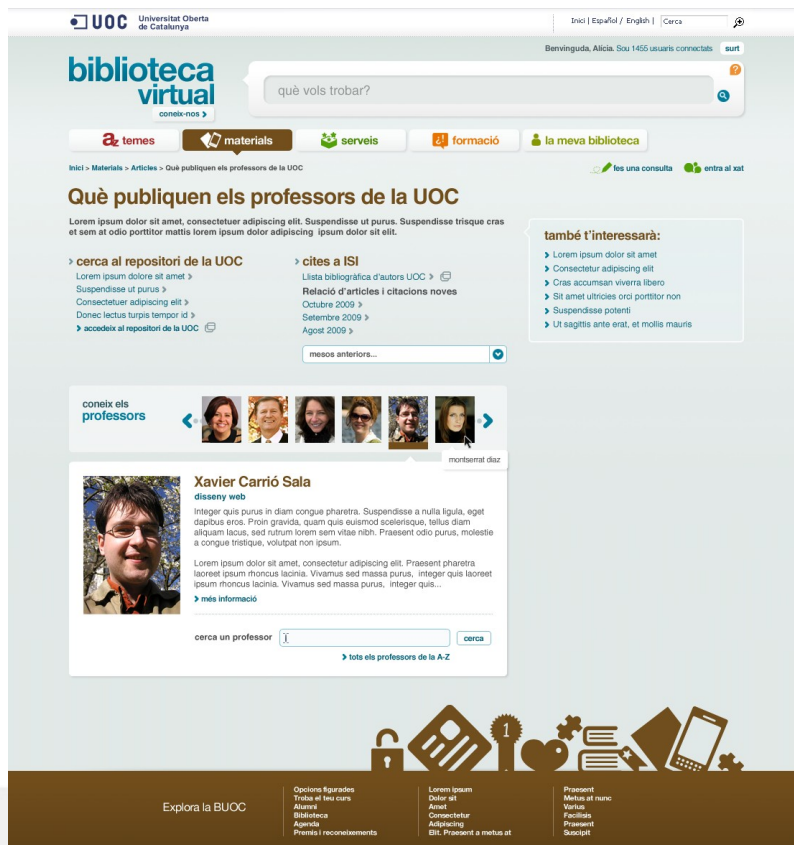 UOC Universitat Oberta
de Catalunya
Inici | Español / English | Cerca
Benvinguda, Alícia. Sou 1455 usuaris connectats surt
biblioteca
virtual
coneix-nos
què vols trobar?
?
az temes
materials
serveis
¿! formació
la meva biblioteca
Inici > Materials > Articles > Què publiquen els professors de la UOC
fes una consulta
entra al xat
Què publiquen els professors de la UOC
Lorem ipsum dolor sit amet, consectetuer adipiscing elit. Suspendisse ut purus. Suspendisse trisque cras
et sem at odio porttitor mattis lorem ipsum dolor adipiscing ipsum dolor sit elit.
cerca al repositori de la UOC
Lorem ipsum dolore sit amet
Suspendisse ut purus
Consectetuer adipiscing elit
Donec lectus turpis tempor id
accedeix al repositori de la UOC
cites a ISI
Llista bibliogràfica d'autors UOC
Relació d'articles i citacions noves
Octubre 2009
Setembre 2009
Agost 2009
mesos anteriors...
també t'interessarà:
Lorem ipsum dolor sit amet
Consectetur adipiscing elit
Cras accumsan viverra libero
Sit amet ultricies orci porttitor non
Suspendisse potenti
Ut sagittis ante erat, et mollis mauris
coneix els
professors
montserrat diaz
Xavier Carrió Sala
disseny web
Integer quis purus in diam congue pharetra. Suspendisse a nulla ligula, eget
dapibus eros. Proin gravida, quam quis euismod scelerisque, tellus diam
aliquam lacus, sed rutrum lorem sem vitae nibh. Praesent odio purus, molestie
a congue tristique, volutpat non ipsum.
Lorem ipsum dolor sit amet, consectetur adipiscing elit. Praesent pharetra
laoreet ipsum rhoncus lacinia. Vivamus sed massa purus, integer quis laoreet
ipsum rhoncus lacinia. Vivamus sed massa purus, integer quis...
més informació
cerca un professor
cerca
tots els professors de la A-Z
1
Explora la BUOC
Opcions figurades
Troba el teu curs
Alumni
Biblioteca
Agenda
Premis i reconeixements
Lorem ipsum
Dolor sit
Amet
Consectetur
Adipiscing
Elit. Praesent a metus at
Praesent
Metus at nunc
Varius
Facilisis
Praesent
Suscipit